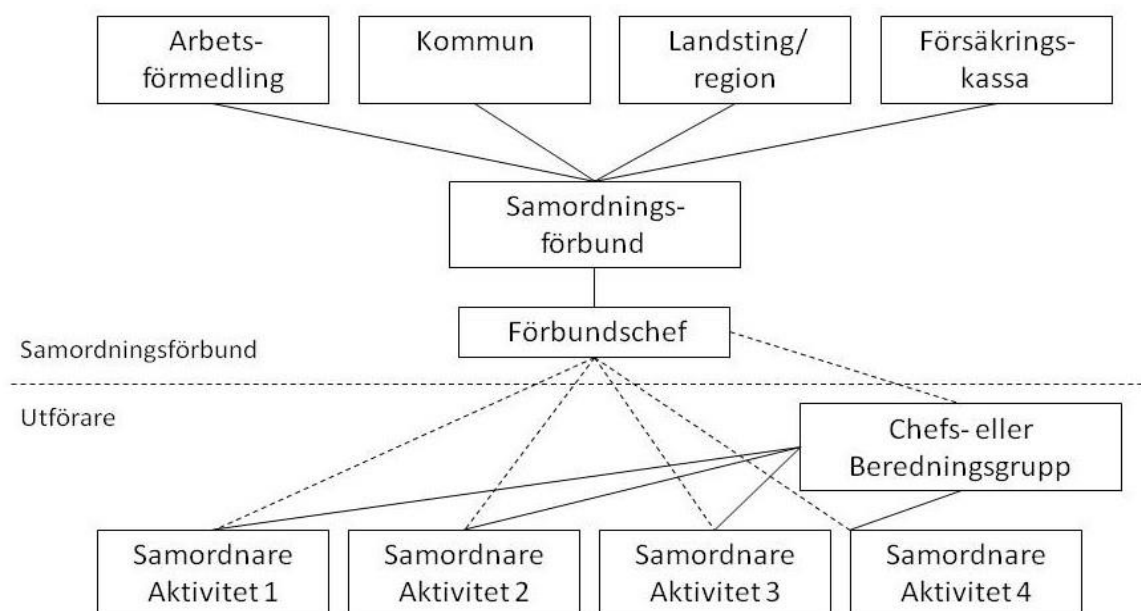 Arbets-
förmedling
Kommun
Landsting/
region
Försäkrings-
kassa
Samordnings-
förbund
Förbundschef
Samordningsförbund
Utförare
Chefs- eller
Beredningsgrupp
Samordnare
Aktivitet 1
Samordnare
Aktivitet 2
Samordnare
Aktivitet 3
Samordnare
Aktivitet 4